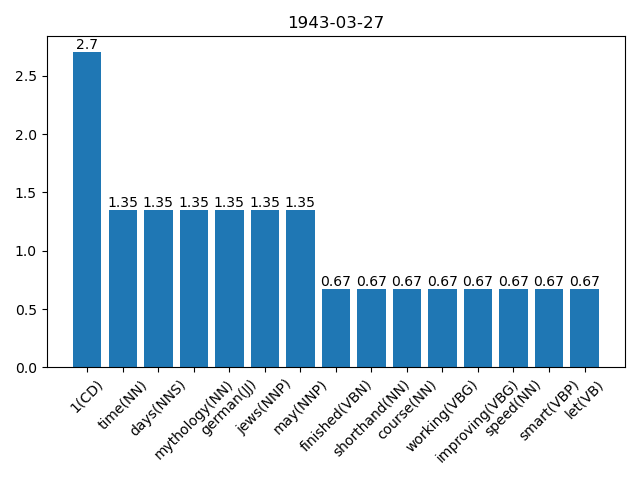 1943-03-27
2.7
1.35 1.35 1.35 1.35 1.35 1.35
0.67 0.67 0.67 0.67 0.67 0.67 0.67 0.67
2.5
2.0
1.5
1.0
0.5
0.0
1(CD)
time(NN)
days(NNS)
mythology(NN)
german(JJ)
jews(NNP)
may(NNP)
finished(VBN)
shorthand(NN)
course(NN)
working(VBG)
improving(VBG)
speed(NN)
smart(VBP)
let(VB)